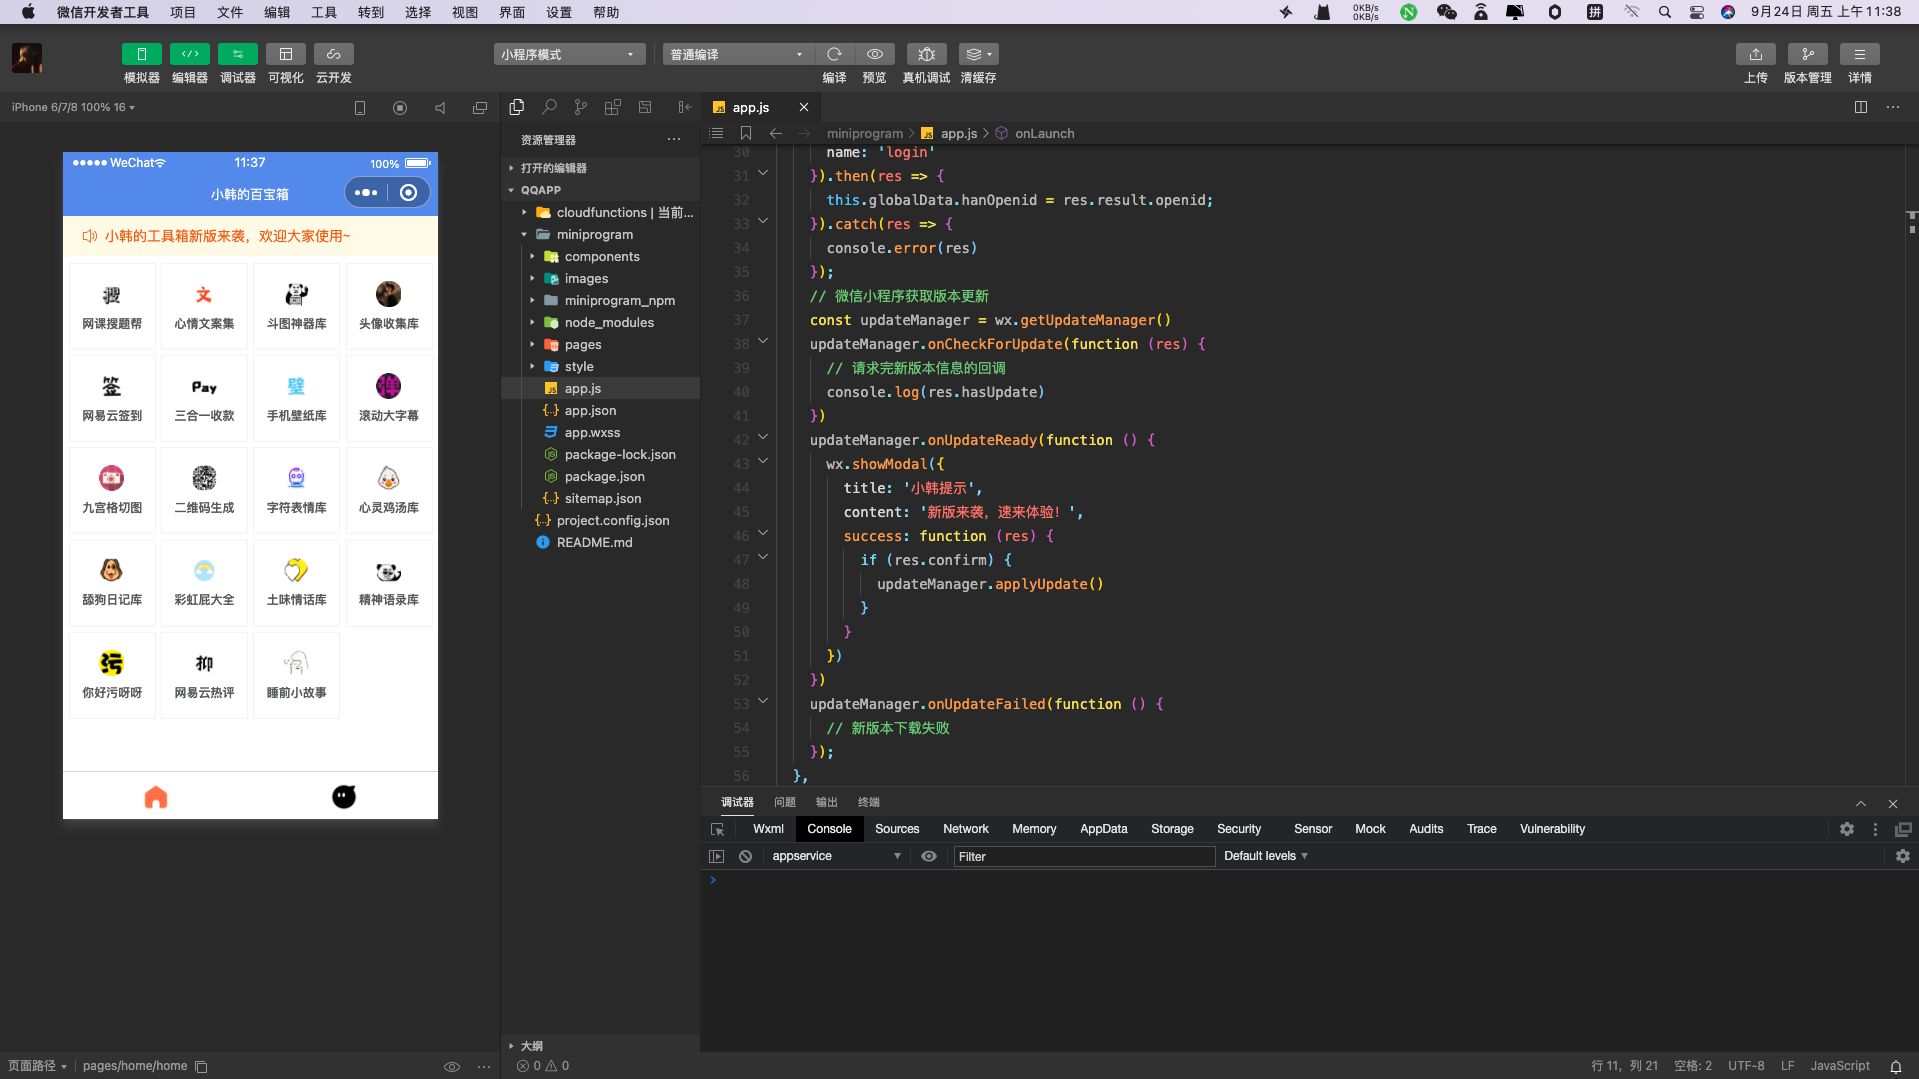 微信开发者工具 项目 文件 编辑 工具 转到 选择 视图 界面 设置 帮助
0KB/s
0KB/s
拼
9月24日 周五 上午11:38
模拟器 编辑器 调试器 可视化 云开发
小程序模式
普通编译
编译 预览 真机调试 清缓存
上传 版本管理 详情
iPhone 6/7/8 100% 16
WeChat 11:37 100%
小韩的百宝箱
小韩的工具箱新版来袭，欢迎大家使用~
搜 文
网课搜题帮 心情文案集 斗图神器库 头像收集库
签 Pay 壁 弹
网易云签到 三合一收款 手机壁纸库 滚动大字幕
九宫格切图 二维码生成 字符表情库 心灵鸡汤库
舔狗日记库 彩虹屁大全 土味情话库 精神语录库
污 抑
你好污呀呀 网易云热评 睡前小故事
页面路径 pages/home/home
资源管理器
打开的编辑器
QQAPP
cloudfunctions | 当前...
miniprogram
components
images
miniprogram_npm
node_modules
pages
style
app.js
app.json
app.wxss
package-lock.json
package.json
sitemap.json
project.config.json
README.md
大纲
0 0
JS app.js
miniprogram > JS app.js > onLaunch
30 name: 'login'
31 }).then(res => {
32 this.globalData.hanOpenid = res.result.openid;
33 }).catch(res => {
34 console.error(res)
35 });
36 // 微信小程序获取版本更新
37 const updateManager = wx.getUpdateManager()
38 updateManager.onCheckForUpdate(function (res) {
39 // 请求完新版本信息的回调
40 console.log(res.hasUpdate)
41 })
42 updateManager.onUpdateReady(function () {
43 wx.showModal({
44 title: '小韩提示',
45 content: '新版来袭，速来体验！',
46 success: function (res) {
47 if (res.confirm) {
48 updateManager.applyUpdate()
49 }
50 }
51 })
52 })
53 updateManager.onUpdateFailed(function () {
54 // 新版本下载失败
55 });
56 },
调试器 问题 输出 终端
Wxml Console Sources Network Memory AppData Storage Security Sensor Mock Audits Trace Vulnerability
appservice Filter Default levels
行 11，列 21 空格: 2 UTF-8 LF JavaScript